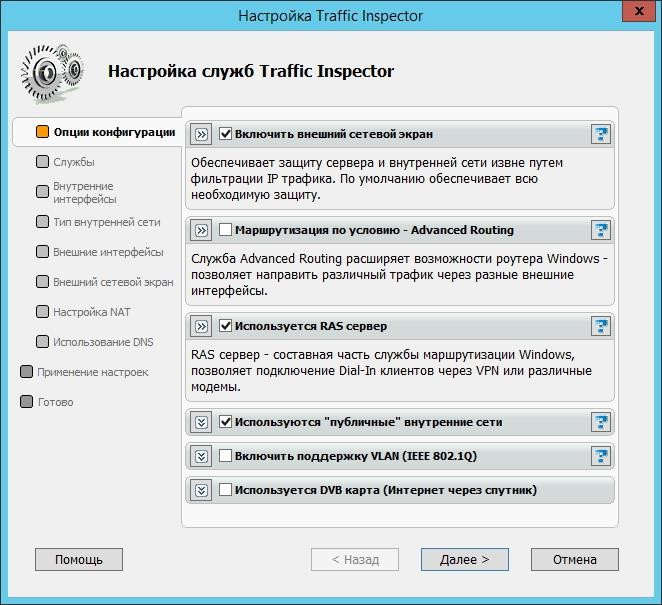 Настройка Traffic Inspector
x
Настройка служб Traffic Inspector
Опции конфигурации
Службы
Внутренние
интерфейсы
Тип внутренней сети
Внешние интерфейсы
Внешний сетевой экран
Настройка NAT
Использование DNS
Применение настроек
Готово
Включить внешний сетевой экран
?
Обеспечивает защиту сервера и внутренней сети извне путем
фильтрации IP трафика. По умолчанию обеспечивает всю
необходимую защиту.
Маршрутизация по условию - Advanced Routing
?
Служба Advanced Routing расширяет возможности роутера Windows -
позволяет направить различный трафик через разные внешние
интерфейсы.
Используется RAS сервер
?
RAS сервер - составная часть службы маршрутизации Windows,
позволяет подключение Dial-In клиентов через VPN или различные
модемы.
Используются "публичные" внутренние сети
?
Включить поддержку VLAN (IEEE 802.1Q)
?
Используется DVB карта (Интернет через спутник)
Помощь
< Назад
Далее >
Отмена